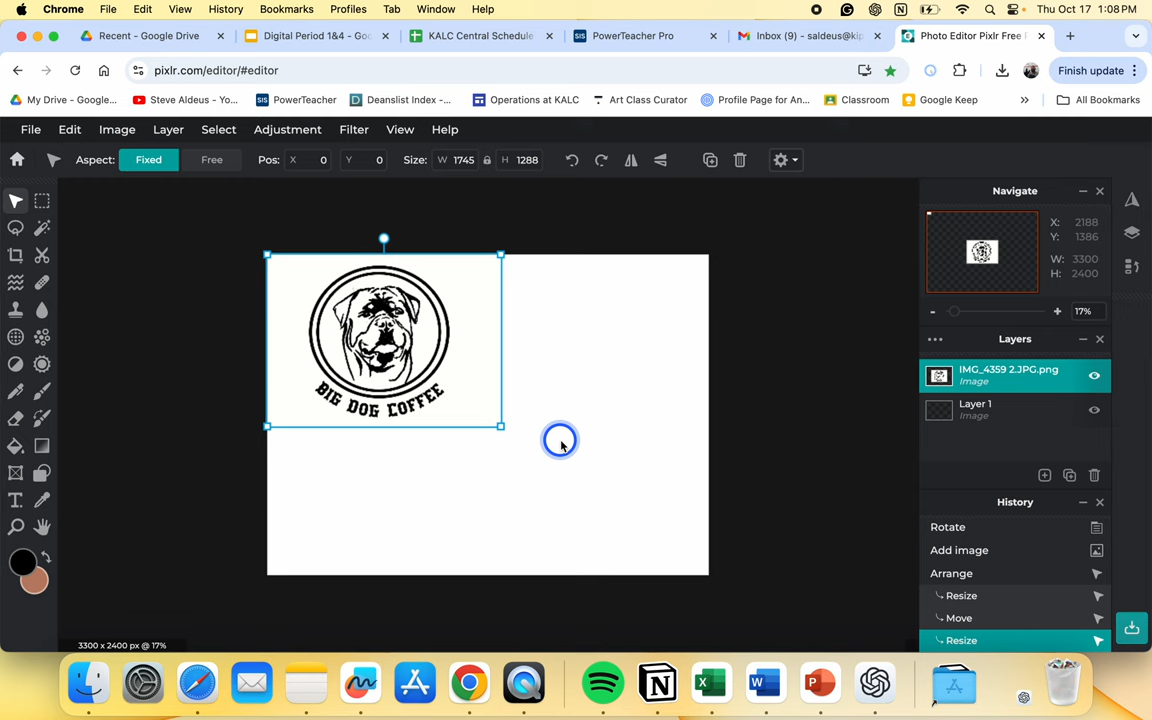 Chrome File Edit View History Bookmarks Profiles Tab Window Help Thu Oct 17 1:08 PM
Recent - Google Drive Digital Period 1&4 - Goo KALC Central Schedule PowerTeacher Pro Inbox (9) - saldeus@kip Photo Editor Pixlr Free
pixlr.com/editor/#editor Finish update
My Drive - Google... Steve Aldeus - Yo... PowerTeacher Deanslist Index -... Operations at KALC Art Class Curator Profile Page for An... Classroom Google Keep » All Bookmarks
File Edit Image Layer Select Adjustment Filter View Help
Aspect: Fixed Free Pos: X 0 Y 0 Size: W 1745 H 1288
Navigate
X: 2188
Y: 1386
W: 3300
H: 2400
17%
BIG DOG COFFEE
Layers
IMG_4359 2.JPG.png
Image
Layer 1
Image
History
Rotate
Add image
Arrange
Resize
Move
Resize
3300 x 2400 px @ 17%